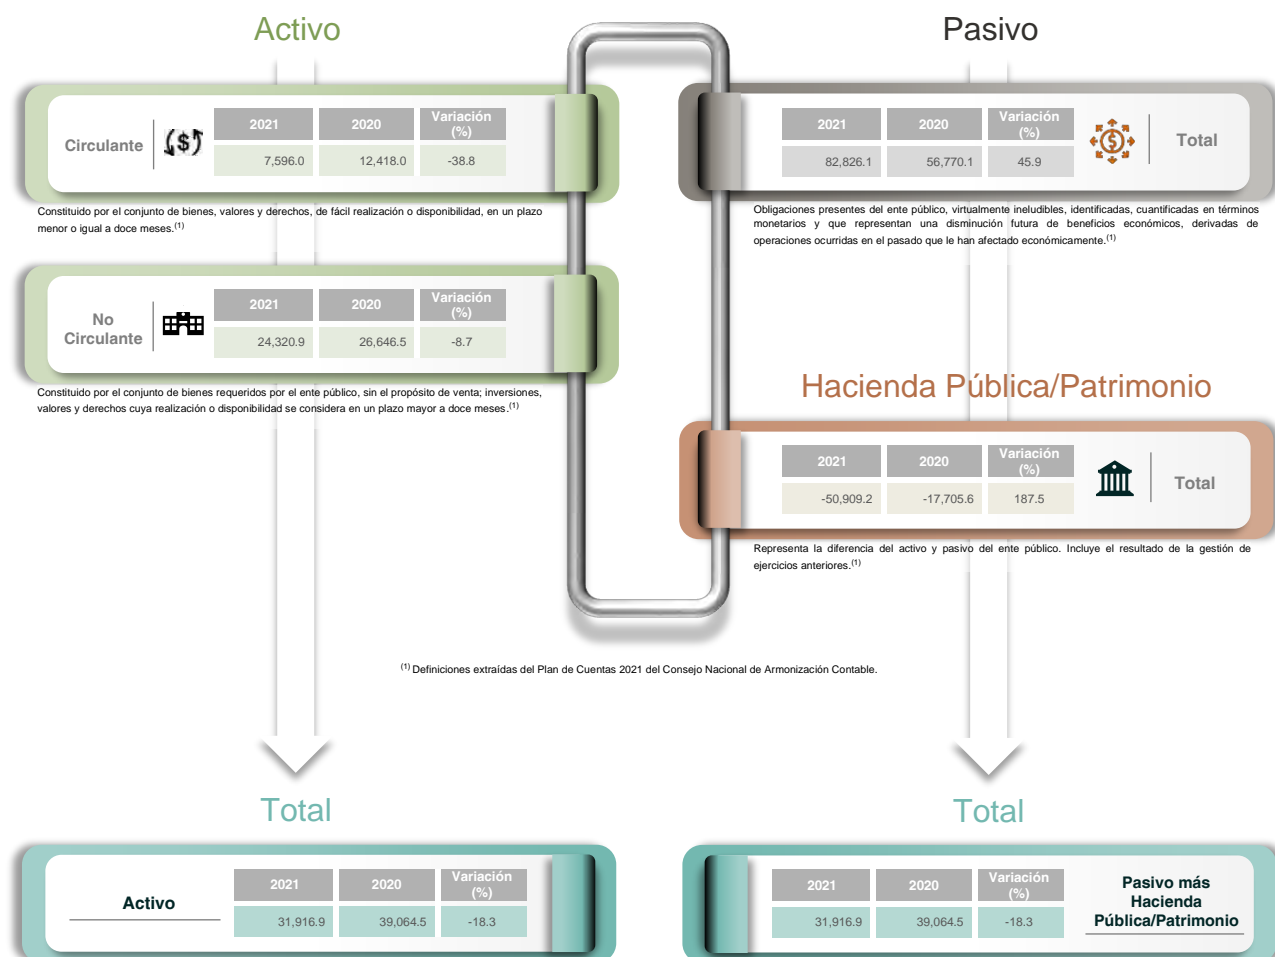 Activo
Circulante
2021 2020 Variación (%)
7,596.0 12,418.0 -38.8
Constituido por el conjunto de bienes, valores y derechos, de fácil realización o disponibilidad, en un plazo
menor o igual a doce meses.(1)
No
Circulante
2021 2020 Variación (%)
24,320.9 26,646.5 -8.7
Constituido por el conjunto de bienes requeridos por el ente público, sin el propósito de venta; inversiones,
valores y derechos cuya realización o disponibilidad se considera en un plazo mayor a doce meses.(1)
Pasivo
2021 2020 Variación (%)
82,826.1 56,770.1 45.9
Total
Obligaciones presentes del ente público, virtualmente ineludibles, identificadas, cuantificadas en términos
monetarios y que representan una disminución futura de beneficios económicos, derivadas de
operaciones ocurridas en el pasado que le han afectado económicamente.(1)
Hacienda Pública/Patrimonio
2021 2020 Variación (%)
-50,909.2 -17,705.6 187.5
Total
Representa la diferencia del activo y pasivo del ente público. Incluye el resultado de la gestión de
ejercicios anteriores.(1)
(1) Definiciones extraídas del Plan de Cuentas 2021 del Consejo Nacional de Armonización Contable.
Total
Activo
2021 2020 Variación (%)
31,916.9 39,064.5 -18.3
Total
2021 2020 Variación (%)
31,916.9 39,064.5 -18.3
Pasivo más
Hacienda
Pública/Patrimonio